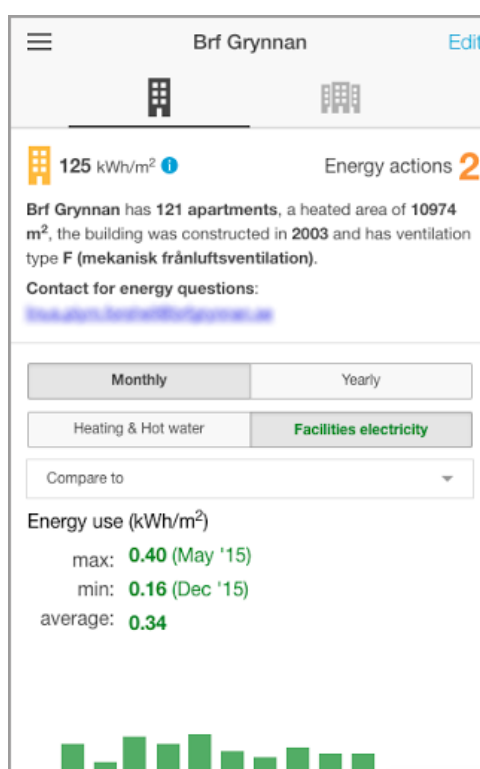 Brf Grynnan
Edit
125 kWh/m²
Energy actions 2
Brf Grynnan has 121 apartments, a heated area of 10974
m², the building was constructed in 2003 and has ventilation
type F (mekanisk frånluftsventilation).
Contact for energy questions:
Monthly
Yearly
Heating & Hot water
Facilities electricity
Compare to
Energy use (kWh/m²)
max: 0.40 (May '15)
min: 0.16 (Dec '15)
average: 0.34